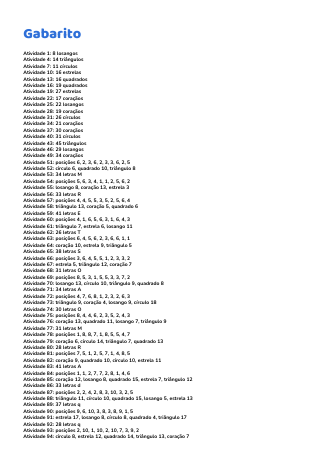 Gabarito
Atividade 1: 8 losangos
Atividade 4: 14 triângulos
Atividade 7: 11 círculos
Atividade 10: 16 estrelas
Atividade 13: 16 quadrados
Atividade 16: 19 quadrados
Atividade 19: 27 estrelas
Atividade 22: 17 corações
Atividade 25: 22 losangos
Atividade 28: 19 corações
Atividade 31: 26 círculos
Atividade 34: 21 corações
Atividade 37: 30 corações
Atividade 40: 31 círculos
Atividade 43: 45 triângulos
Atividade 46: 29 losangos
Atividade 49: 34 corações
Atividade 51: posições 6, 2, 3, 6, 2, 3, 3, 6, 2, 5
Atividade 52: círculo 6, quadrado 10, triângulo 8
Atividade 53: 34 letras M
Atividade 54: posições 5, 6, 3, 4, 1, 1, 2, 5, 6, 2
Atividade 55: losango 8, coração 13, estrela 3
Atividade 56: 33 letras R
Atividade 57: posições 4, 4, 5, 5, 3, 5, 2, 5, 6, 4
Atividade 58: triângulo 13, coração 5, quadrado 6
Atividade 59: 41 letras E
Atividade 60: posições 4, 1, 6, 5, 6, 3, 1, 6, 4, 3
Atividade 61: triângulo 7, estrela 6, losango 11
Atividade 62: 26 letras T
Atividade 63: posições 6, 4, 5, 6, 2, 3, 6, 6, 1, 1
Atividade 64: coração 10, estrela 9, triângulo 5
Atividade 65: 38 letras S
Atividade 66: posições 3, 6, 4, 5, 5, 1, 2, 3, 3, 2
Atividade 67: estrela 5, triângulo 12, coração 7
Atividade 68: 31 letras O
Atividade 69: posições 8, 5, 3, 1, 5, 5, 3, 3, 7, 2
Atividade 70: losango 13, círculo 10, triângulo 9, quadrado 8
Atividade 71: 34 letras A
Atividade 72: posições 4, 7, 6, 8, 1, 2, 3, 2, 6, 3
Atividade 73: triângulo 9, coração 4, losango 9, círculo 18
Atividade 74: 30 letras O
Atividade 75: posições 8, 4, 4, 6, 2, 3, 5, 2, 4, 3
Atividade 76: coração 13, quadrado 11, losango 7, triângulo 9
Atividade 77: 31 letras M
Atividade 78: posições 1, 8, 8, 7, 1, 8, 5, 5, 4, 7
Atividade 79: coração 6, círculo 14, triângulo 7, quadrado 13
Atividade 80: 28 letras R
Atividade 81: posições 7, 5, 1, 2, 5, 7, 1, 4, 8, 5
Atividade 82: coração 9, quadrado 10, círculo 10, estrela 11
Atividade 83: 41 letras A
Atividade 84: posições 1, 1, 2, 7, 7, 2, 8, 1, 4, 6
Atividade 85: coração 12, losango 8, quadrado 15, estrela 7, triângulo 12
Atividade 86: 33 letras d
Atividade 87: posições 2, 2, 4, 2, 8, 3, 10, 3, 2, 5
Atividade 88: triângulo 11, círculo 10, quadrado 15, losango 5, estrela 13
Atividade 89: 37 letras q
Atividade 90: posições 9, 6, 10, 3, 8, 3, 8, 9, 1, 5
Atividade 91: estrela 17, losango 8, círculo 8, quadrado 4, triângulo 17
Atividade 92: 28 letras q
Atividade 93: posições 2, 10, 1, 10, 2, 10, 7, 3, 9, 2
Atividade 94: círculo 9, estrela 12, quadrado 14, triângulo 13, coração 7